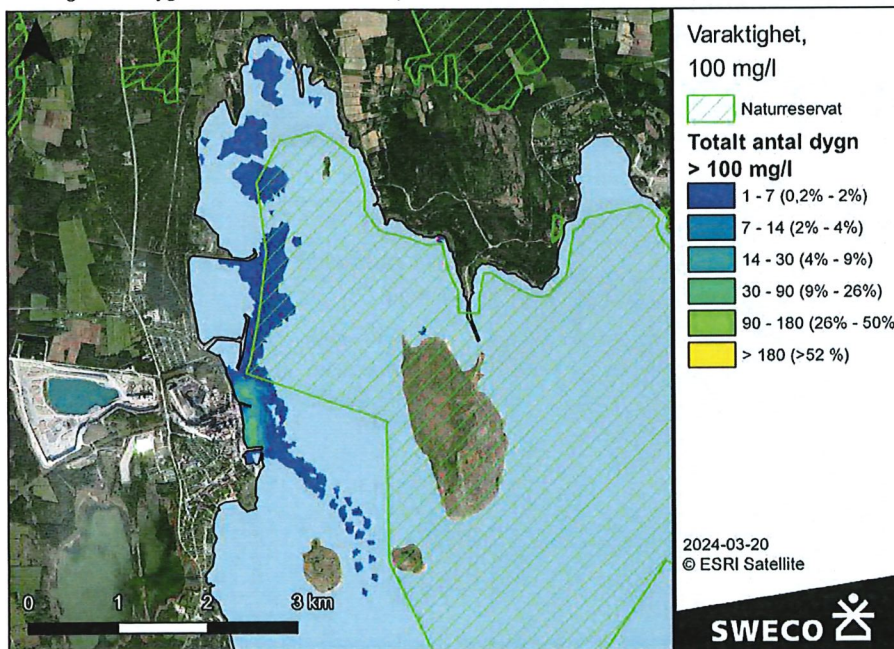 Varaktighet,
100 mg/l
Naturreservat
Totalt antal dygn
> 100 mg/l
1 - 7 (0,2% - 2%)
7 - 14 (2% - 4%)
14 - 30 (4% - 9%)
30 - 90 (9% - 26%)
90 - 180 (26% - 50%
> 180 (>52 %)
2024-03-20
© ESRI Satellite
0 1 2 3 km
SWECO